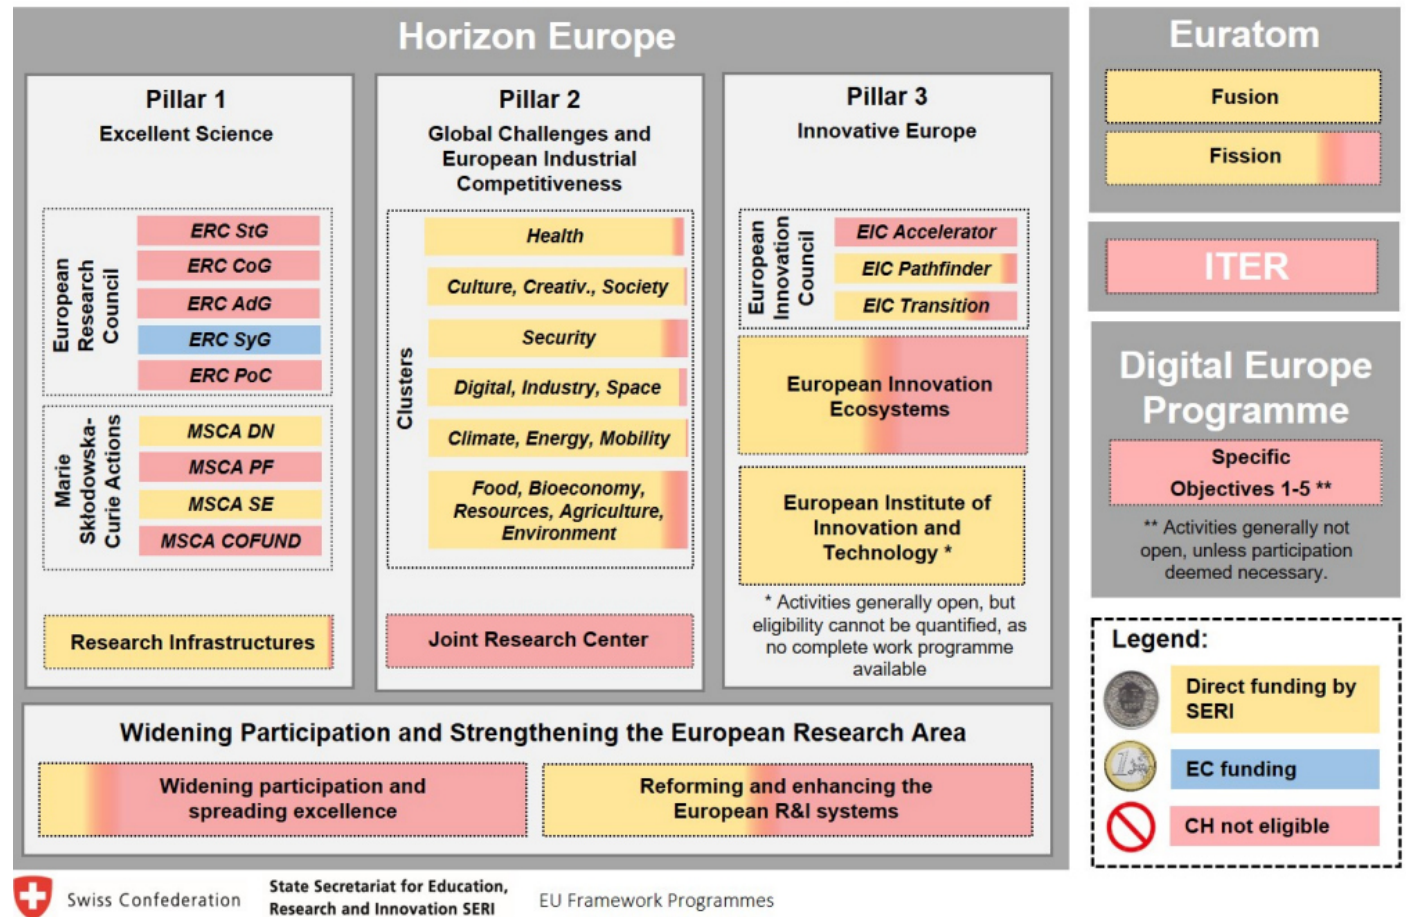 Horizon Europe
Pillar 1
Excellent Science
European
Research
Council
ERC StG
ERC CoG
ERC AdG
ERC SyG
ERC PoC
Marie
Skłodowska-
Curie Actions
MSCA DN
MSCA PF
MSCA SE
MSCA COFUND
Research Infrastructures
Pillar 2
Global Challenges and
European Industrial
Competitiveness
Clusters
Health
Culture, Creativ., Society
Security
Digital, Industry, Space
Climate, Energy, Mobility
Food, Bioeconomy,
Resources, Agriculture,
Environment
Joint Research Center
Pillar 3
Innovative Europe
European
Innovation
Council
EIC Accelerator
EIC Pathfinder
EIC Transition
European Innovation
Ecosystems
European Institute of
Innovation and
Technology *
* Activities generally open, but
eligibility cannot be quantified, as
no complete work programme
available
Widening Participation and Strengthening the European Research Area
Widening participation and
spreading excellence
Reforming and enhancing the
European R&I systems
Euratom
Fusion
Fission
ITER
Digital Europe
Programme
Specific
Objectives 1-5 **
** Activities generally not
open, unless participation
deemed necessary.
Legend:
Direct funding by
SERI
EC funding
CH not eligible
Swiss Confederation
State Secretariat for Education,
Research and Innovation SERI
EU Framework Programmes